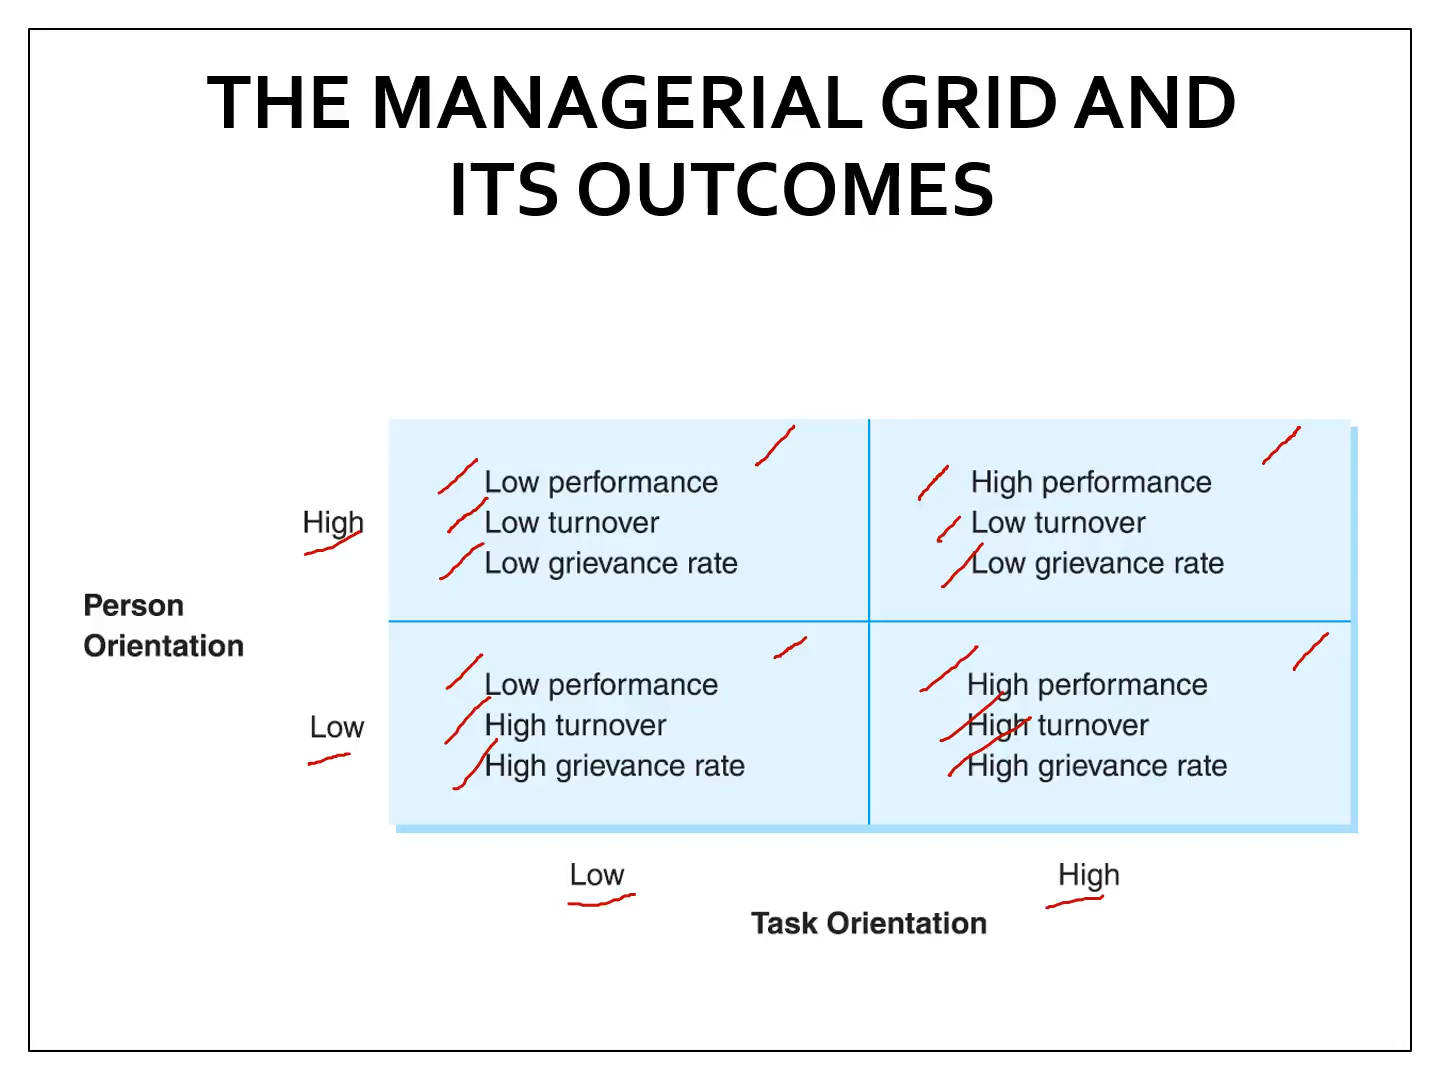 THE MANAGERIAL GRID AND
ITS OUTCOMES
High
Low performance
Low turnover
Low grievance rate
High performance
Low turnover
Low grievance rate
Person
Orientation
Low
Low performance
High turnover
High grievance rate
High performance
High turnover
High grievance rate
Low
High
Task Orientation